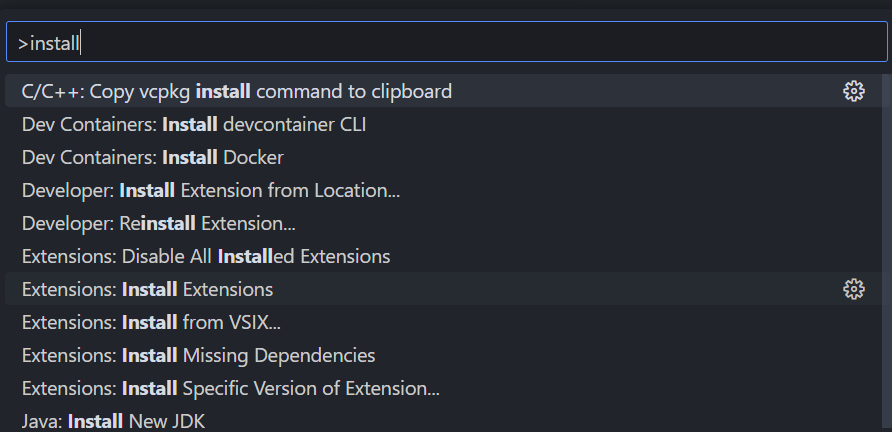 >install
C/C++: Copy vcpkg install command to clipboard
Dev Containers: Install devcontainer CLI
Dev Containers: Install Docker
Developer: Install Extension from Location...
Developer: Reinstall Extension...
Extensions: Disable All Installed Extensions
Extensions: Install Extensions
Extensions: Install from VSIX...
Extensions: Install Missing Dependencies
Extensions: Install Specific Version of Extension...
Java: Install New JDK